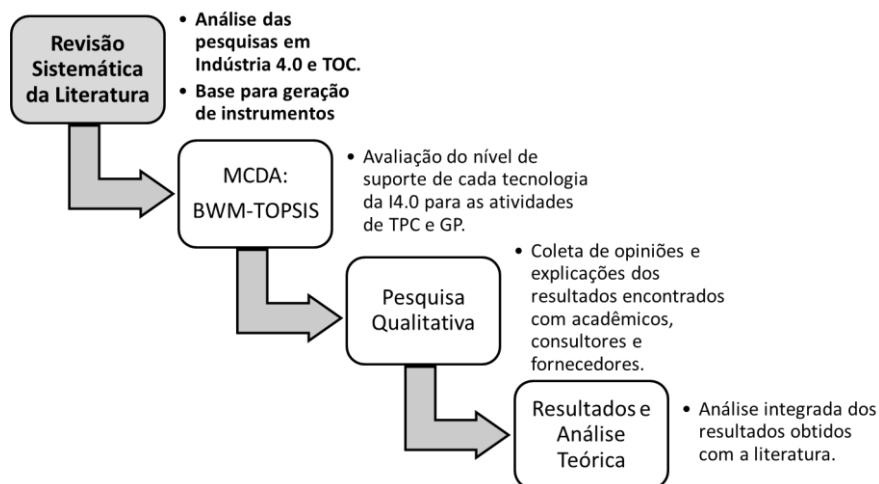 Revisão
Sistemática
da Literatura
• Análise das
pesquisas em
Indústria 4.0 e TOC.
• Base para geração
de instrumentos
MCDA:
BWM-TOPSIS
• Avaliação do nível de
suporte de cada tecnologia
da I4.0 para as atividades
de TPC e GP.
Pesquisa
Qualitativa
• Coleta de opiniões e
explicações dos
resultados encontrados
com acadêmicos,
consultores e
fornecedores.
Resultados e
Análise
Teórica
• Análise integrada dos
resultados obtidos
com a literatura.